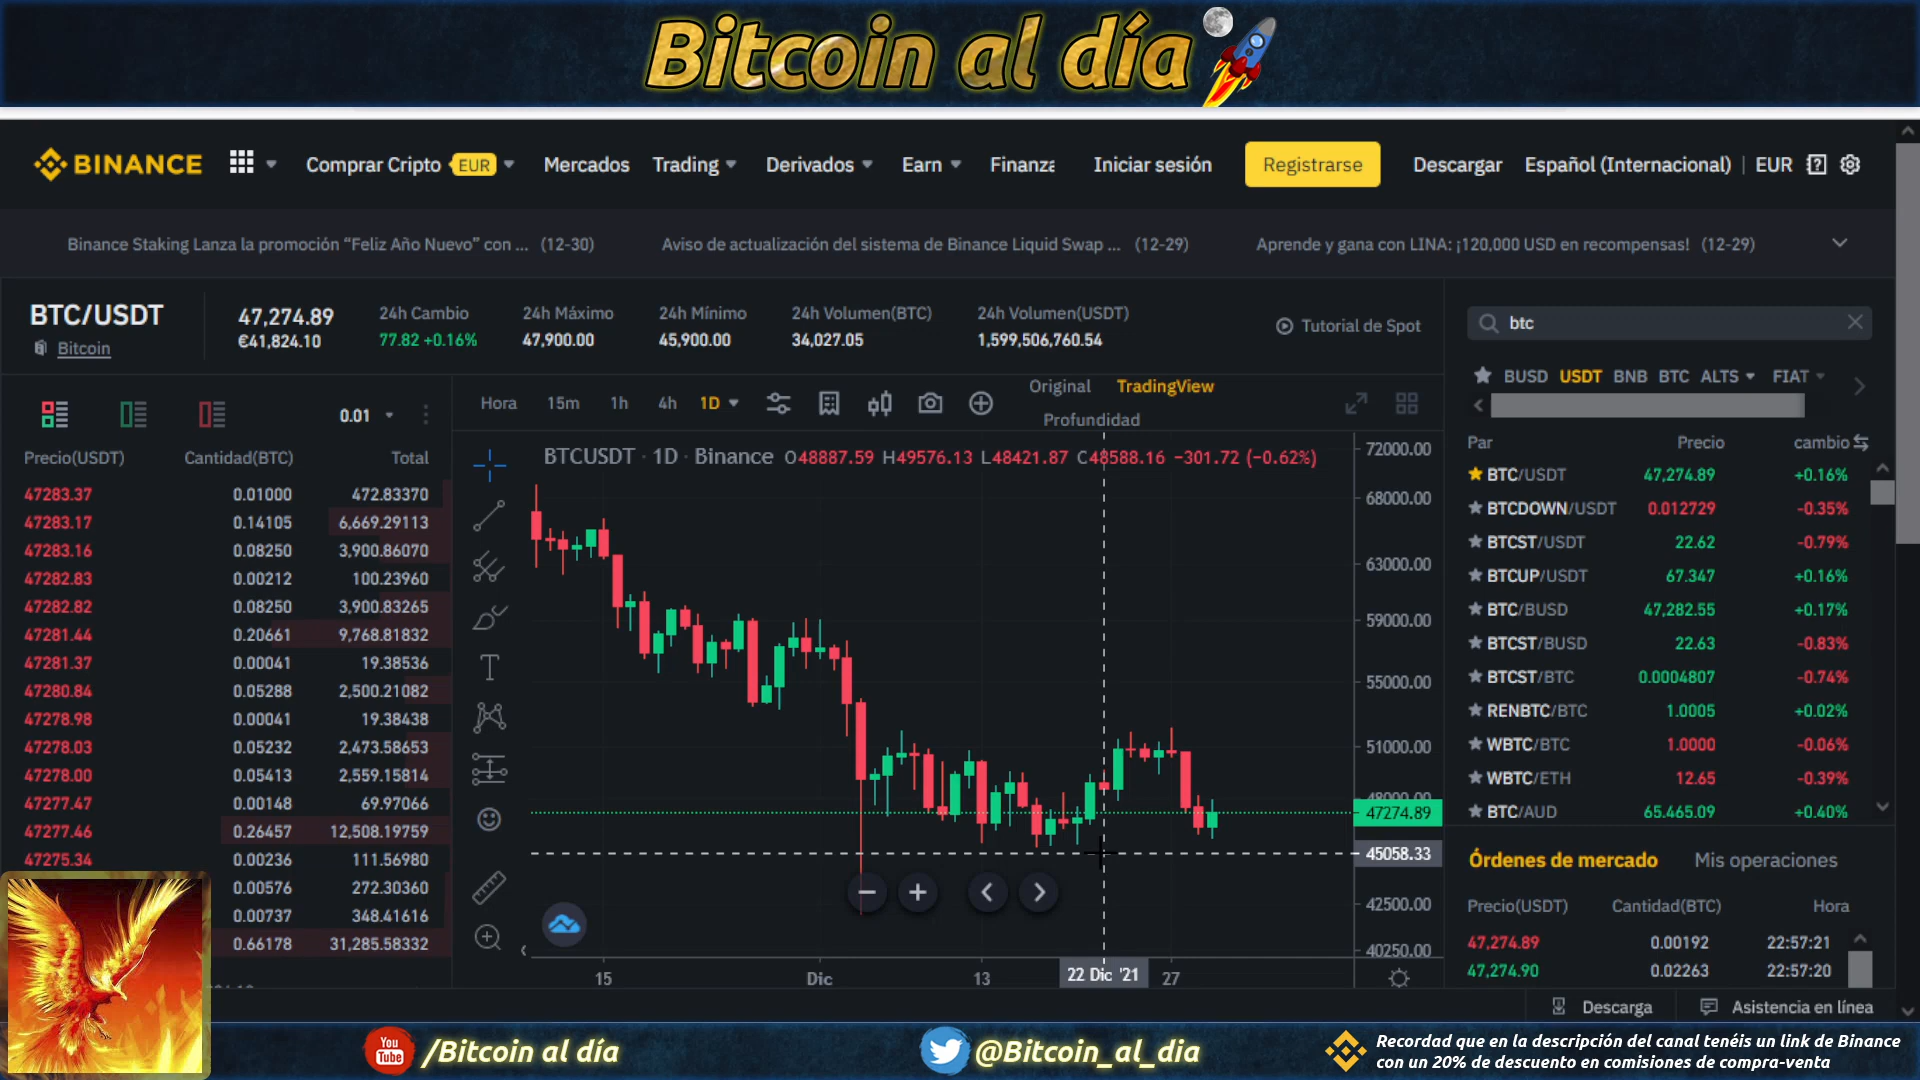 Bitcoin al día
BINANCE
Comprar Cripto EUR
Mercados
Trading
Derivados
Earn
Finanza
Iniciar sesión
Registrarse
Descargar
Español (Internacional)
EUR
Binance Staking Lanza la promoción “Feliz Año Nuevo” con ... (12-30)
Aviso de actualización del sistema de Binance Liquid Swap ... (12-29)
Aprende y gana con LINA: ¡120,000 USD en recompensas! (12-29)
BTC/USDT
Bitcoin
47,274.89
€41,824.10
24h Cambio
77.82 +0.16%
24h Máximo
47,900.00
24h Mínimo
45,900.00
24h Volumen(BTC)
34,027.05
24h Volumen(USDT)
1,599,506,760.54
Tutorial de Spot
0.01
Precio(USDT) Cantidad(BTC) Total
47283.37 0.01000 472.83370
47283.17 0.14105 6,669.29113
47283.16 0.08250 3,900.86070
47282.83 0.00212 100.23960
47282.82 0.08250 3,900.83265
47281.44 0.20661 9,768.81832
47281.37 0.00041 19.38536
47280.84 0.05288 2,500.21082
47278.98 0.00041 19.38438
47278.03 0.05232 2,473.58653
47278.00 0.05413 2,559.15814
47277.47 0.00148 69.97066
47277.46 0.26457 12,508.19759
47275.34 0.00236 111.56980
0.00576 272.30360
0.00737 348.41616
0.66178 31,285.58332
Hora 15m 1h 4h 1D
Original TradingView
Profundidad
BTCUSDT · 1D · Binance O48887.59 H49576.13 L48421.87 C48588.16 −301.72 (−0.62%)
72000.00
68000.00
63000.00
59000.00
55000.00
51000.00
48000.00
47274.89
45058.33
42500.00
40250.00
15 Dic 13 22 Dic '21 27
btc
BUSD USDT BNB BTC ALTS FIAT
Par Precio cambio
BTC/USDT 47,274.89 +0.16%
BTCDOWN/USDT 0.012729 -0.35%
BTCST/USDT 22.62 -0.79%
BTCUP/USDT 67.347 +0.16%
BTC/BUSD 47,282.55 +0.17%
BTCST/BUSD 22.63 -0.83%
BTCST/BTC 0.0004807 -0.74%
RENBTC/BTC 1.0005 +0.02%
WBTC/BTC 1.0000 -0.06%
WBTC/ETH 12.65 -0.39%
BTC/AUD 65.465.09 +0.40%
Órdenes de mercado Mis operaciones
Precio(USDT) Cantidad(BTC) Hora
47,274.89 0.00192 22:57:21
47,274.90 0.02263 22:57:20
Descarga Asistencia en línea
You Tube
/Bitcoin al día
@Bitcoin_al_dia
Recordad que en la descripción del canal tenéis un link de Binance
con un 20% de descuento en comisiones de compra-venta